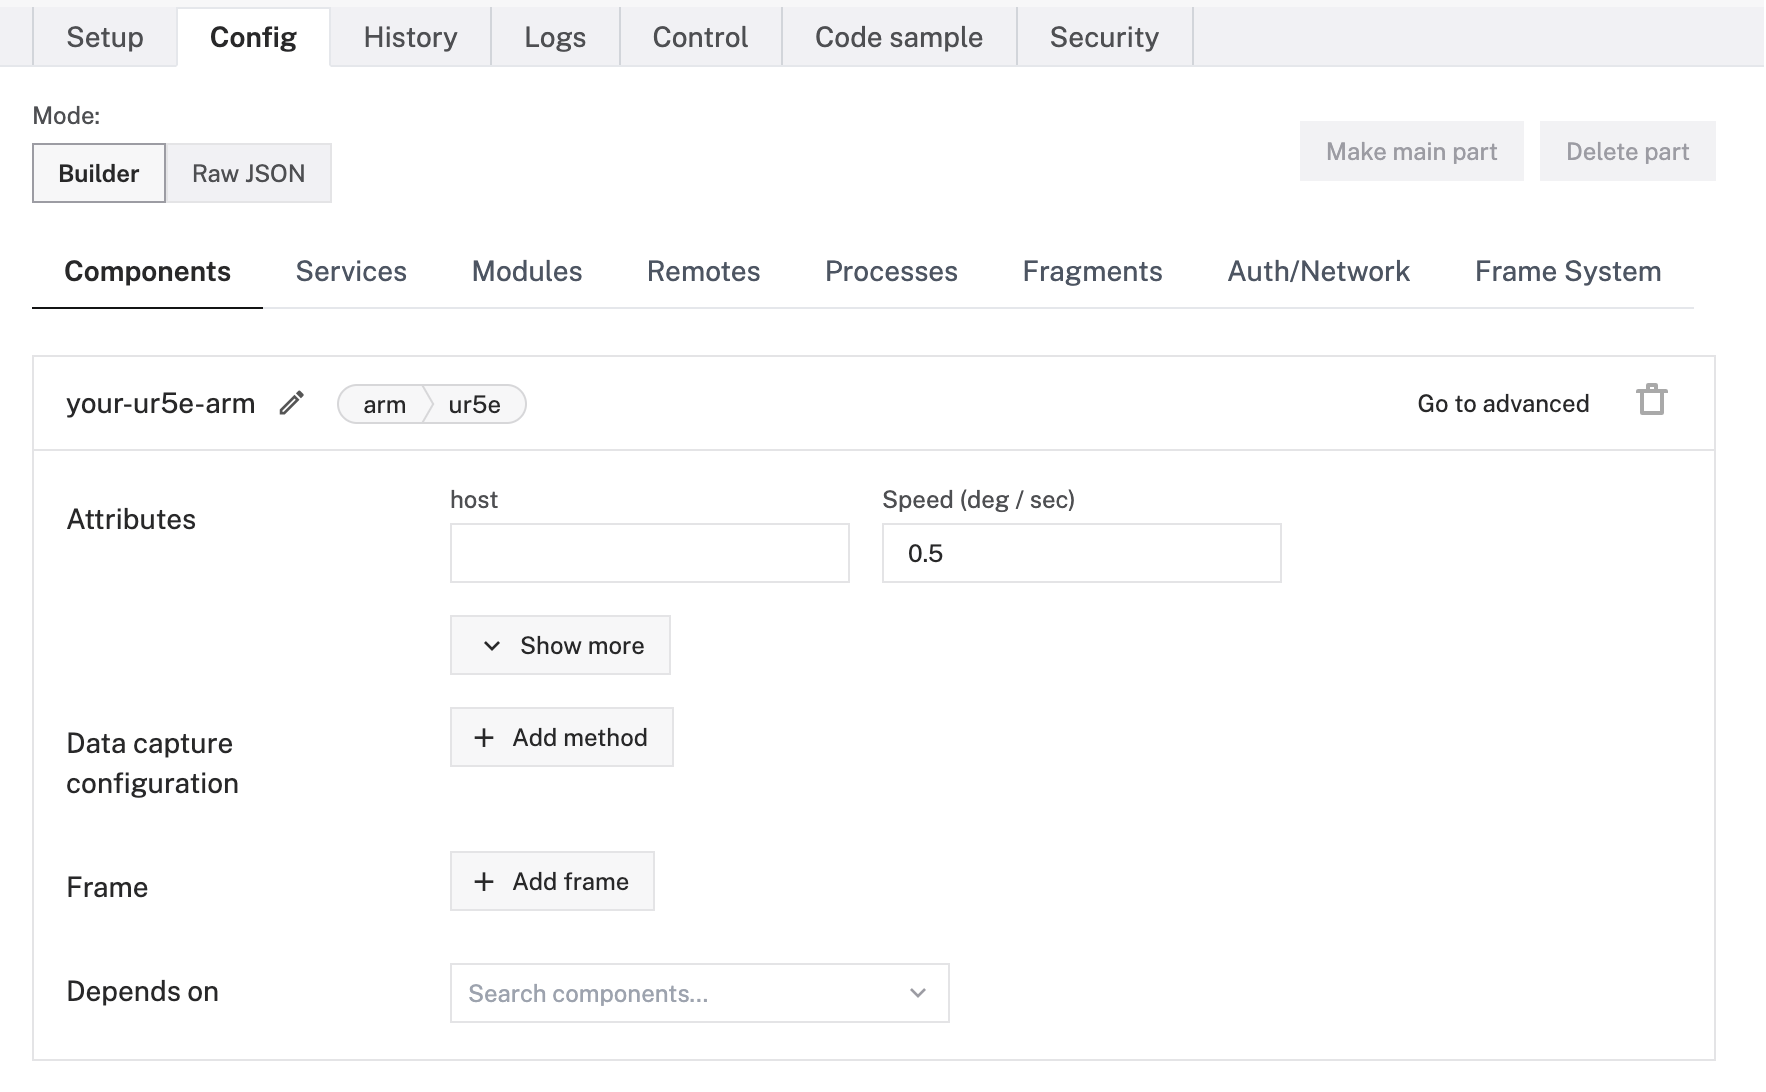 Setup Config History Logs Control Code sample Security
Mode:
Builder Raw JSON Make main part Delete part
Components Services Modules Remotes Processes Fragments Auth/Network Frame System
your-ur5e-arm arm ur5e Go to advanced
Attributes
host Speed (deg / sec)
0.5
Show more
Data capture
configuration
+ Add method
Frame
+ Add frame
Depends on
Search components...